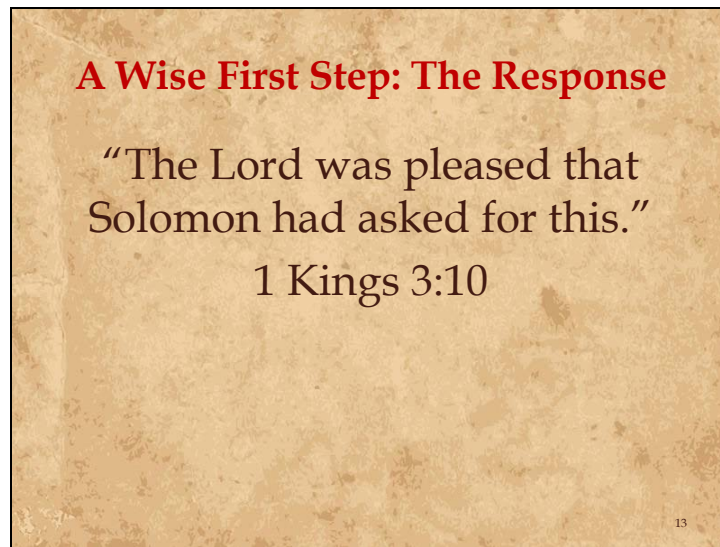 A Wise First Step: The Response
“The Lord was pleased that
Solomon had asked for this.”
1 Kings 3:10
13